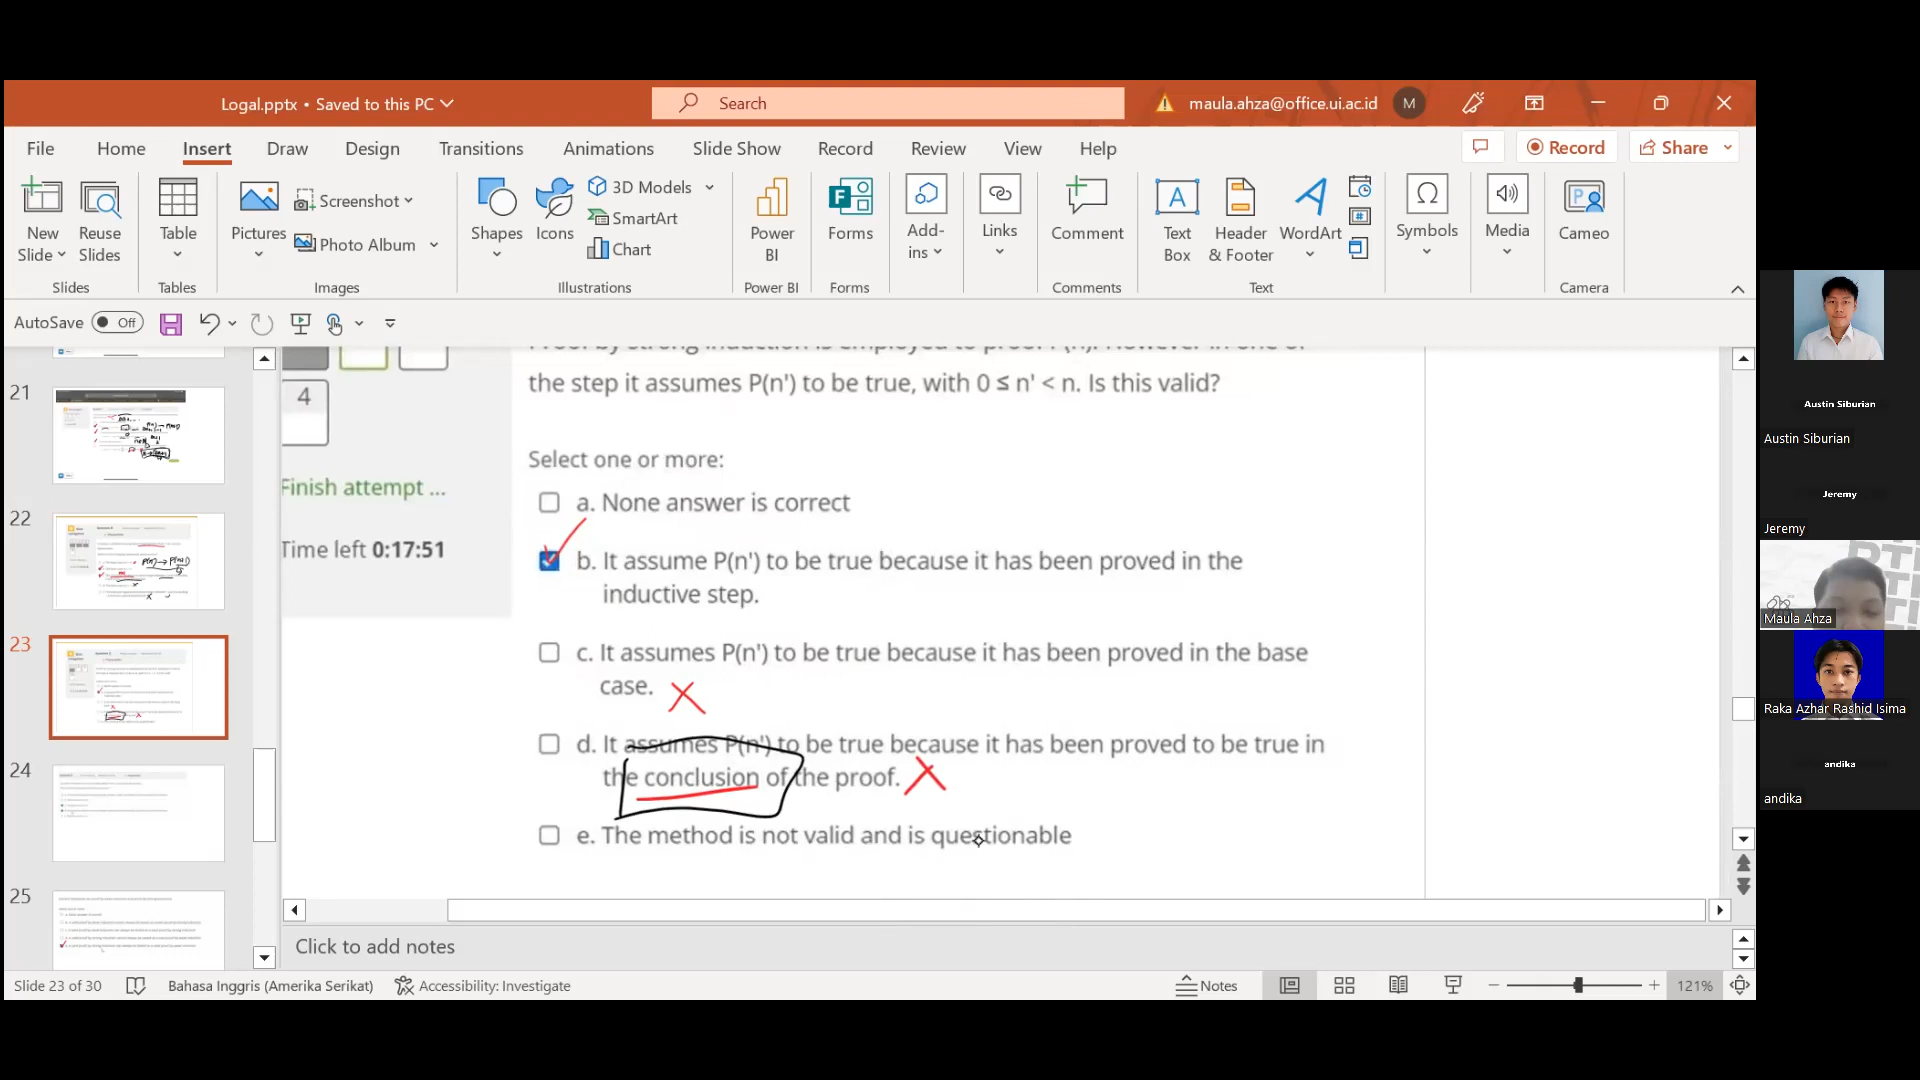 Logal.pptx • Saved to this PC
Search
maula.ahza@office.ui.ac.id
M
File Home Insert Draw Design Transitions Animations Slide Show Record Review View Help
Record
Share
New Slide
Reuse Slides
Table
Pictures
Screenshot
Photo Album
Shapes
Icons
3D Models
SmartArt
Chart
Power BI
Forms
Add-ins
Links
Comment
Text Box
Header & Footer
WordArt
Symbols
Media
Cameo
Slides
Tables
Images
Illustrations
Power BI
Forms
Comments
Text
Camera
AutoSave Off
21
22
23
24
25
4
Finish attempt ...
Time left 0:17:51
the step it assumes P(n') to be true, with 0 ≤ n' < n. Is this valid?
Select one or more:
a. None answer is correct
b. It assume P(n') to be true because it has been proved in the
inductive step.
c. It assumes P(n') to be true because it has been proved in the base
case.
d. It assumes P(n') to be true because it has been proved to be true in
the conclusion of the proof.
e. The method is not valid and is questionable
Click to add notes
Slide 23 of 30
Bahasa Inggris (Amerika Serikat)
Accessibility: Investigate
Notes
121%
Austin Siburian
Austin Siburian
Jeremy
Jeremy
Maula Ahza
Raka Azhar Rashid Isima
andika
andika